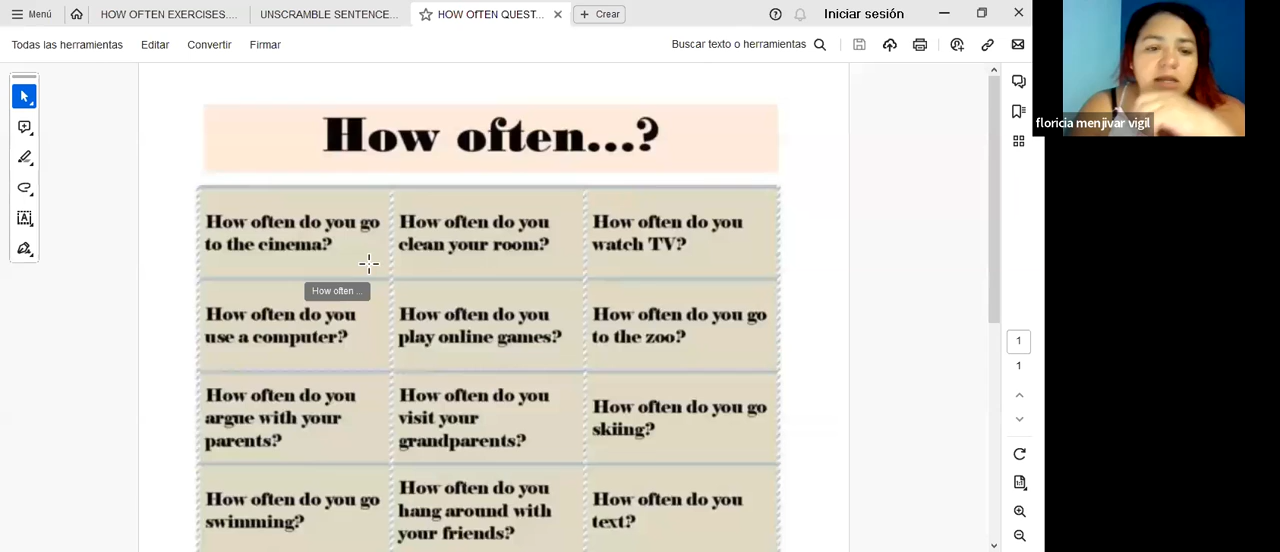 Menú
HOW OFTEN EXERCISES....
UNSCRAMBLE SENTENCE...
HOW OFTEN QUEST...
Crear
Iniciar sesión
Todas las herramientas
Editar
Convertir
Firmar
Buscar texto o herramientas
floricia menjivar vigil
How often...?
How often do you go
to the cinema?
How often do you
clean your room?
How often do you
watch TV?
How often ...
How often do you
use a computer?
How often do you
play online games?
How often do you go
to the zoo?
How often do you
argue with your
parents?
How often do you
visit your
grandparents?
How often do you go
skiing?
How often do you go
swimming?
How often do you
hang around with
your friends?
How often do you
text?
1
1